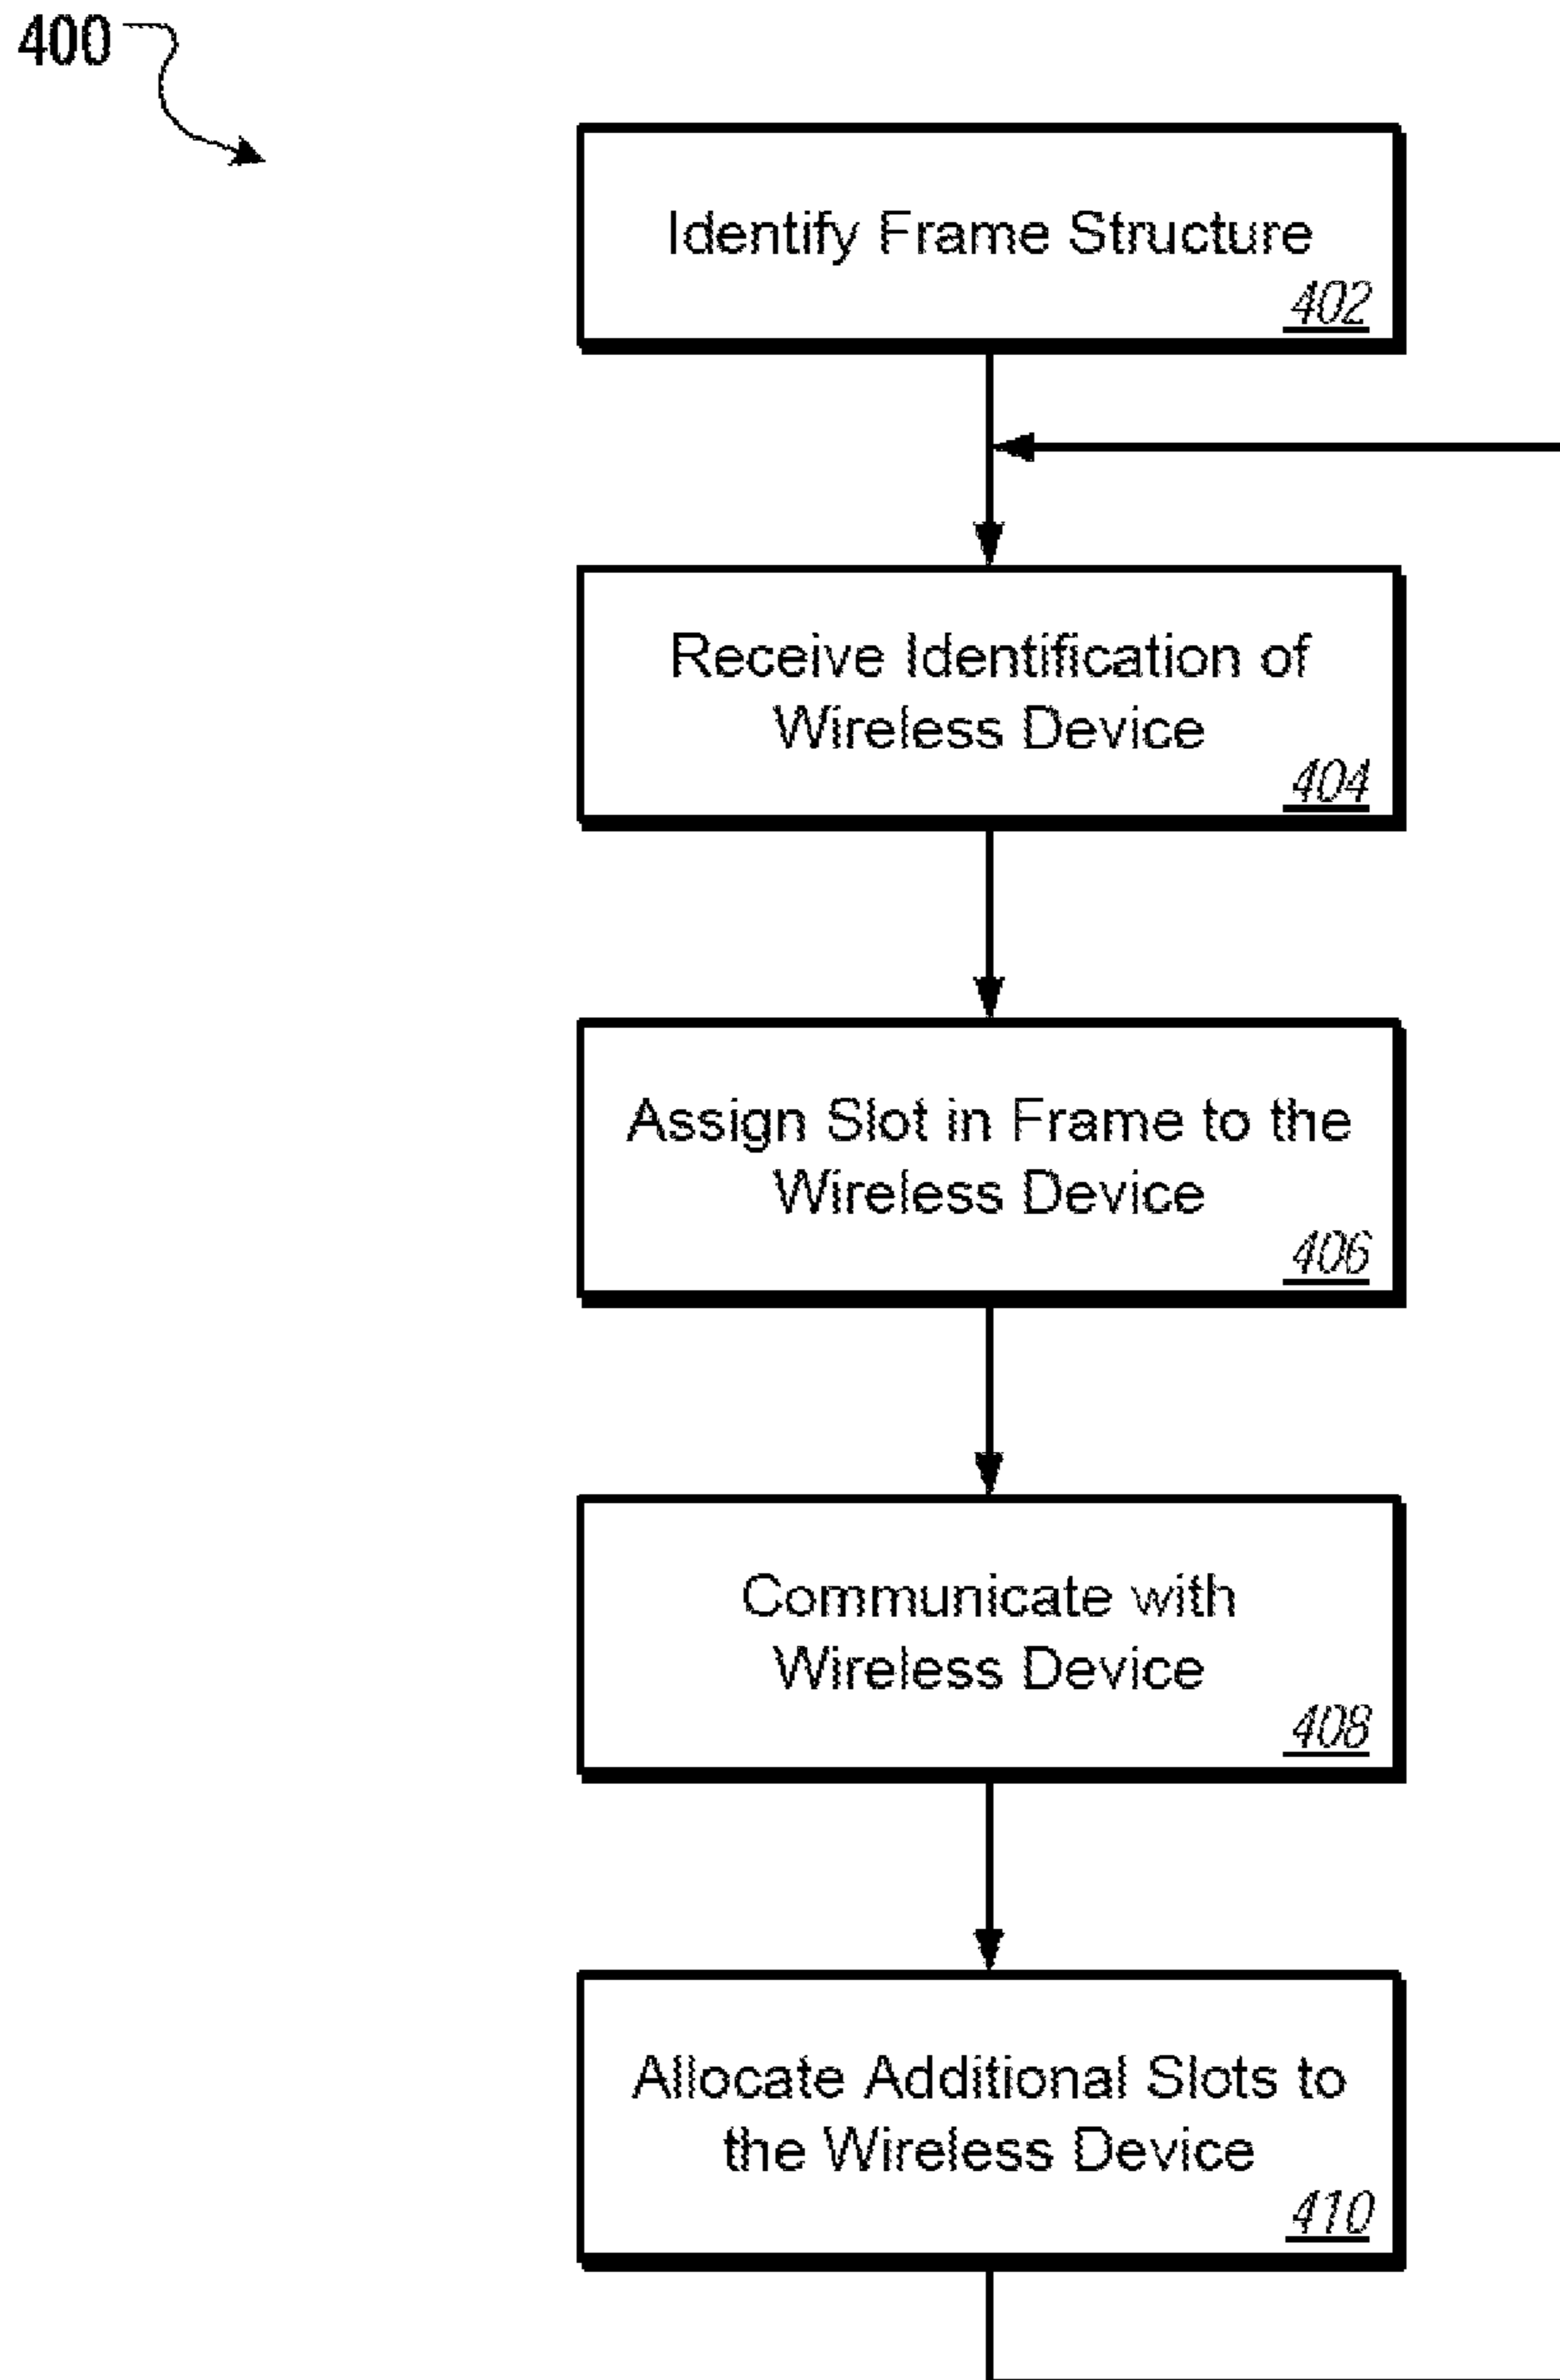 400
Identify Frame Structure
402
Receive Identification of
Wireless Device
404
Assign Slot in Frame to the
Wireless Device
406
Communicate with
Wireless Device
408
Allocate Additional Slots to
the Wireless Device
410